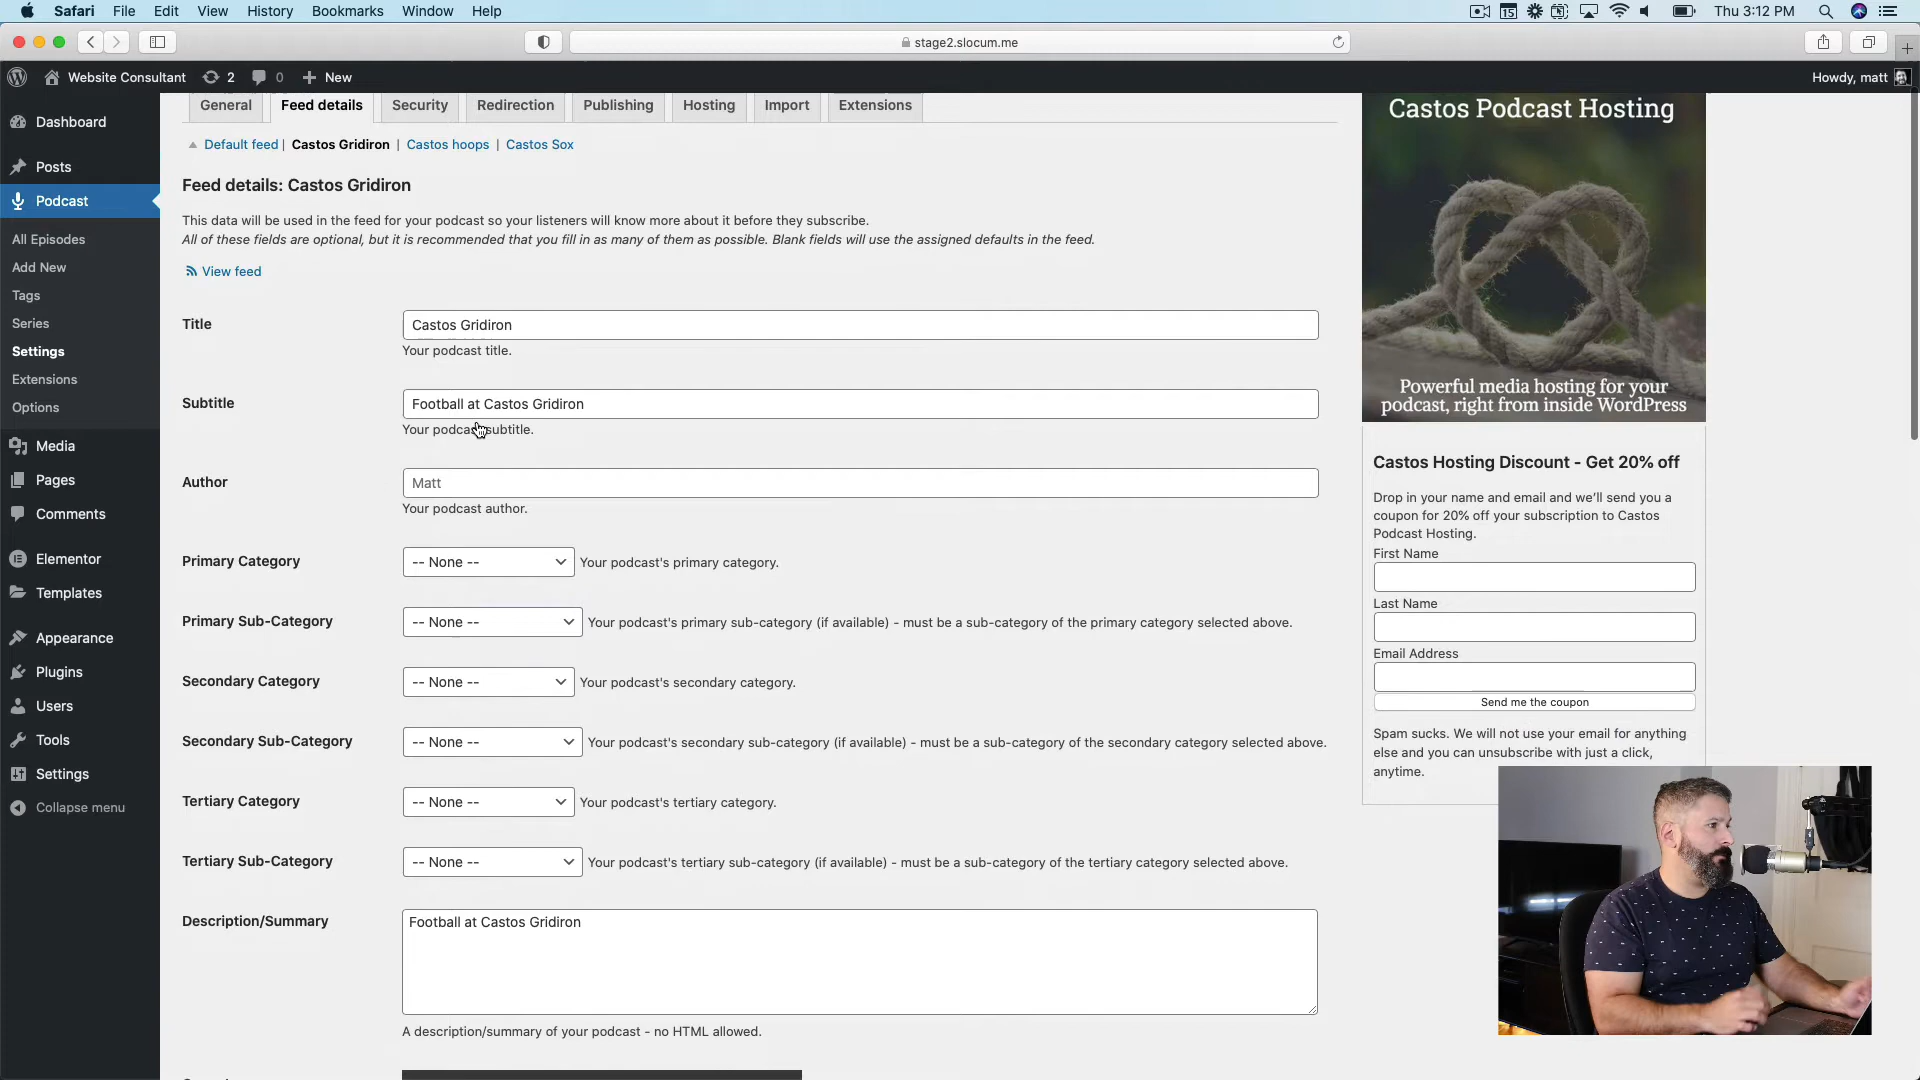 Safari File Edit View History Bookmarks Window Help
15
Thu 3:12 PM
stage2.slocum.me
Website Consultant 2 0 New
Howdy, matt
Dashboard
Posts
Podcast
All Episodes
Add New
Tags
Series
Settings
Extensions
Options
Media
Pages
Comments
Elementor
Templates
Appearance
Plugins
Users
Tools
Settings
Collapse menu
General Feed details Security Redirection Publishing Hosting Import Extensions
Default feed | Castos Gridiron | Castos hoops | Castos Sox
Feed details: Castos Gridiron
This data will be used in the feed for your podcast so your listeners will know more about it before they subscribe.
All of these fields are optional, but it is recommended that you fill in as many of them as possible. Blank fields will use the assigned defaults in the feed.
View feed
Title
Castos Gridiron
Your podcast title.
Subtitle
Football at Castos Gridiron
Your podcast subtitle.
Author
Matt
Your podcast author.
Primary Category
-- None --
Your podcast's primary category.
Primary Sub-Category
-- None --
Your podcast's primary sub-category (if available) - must be a sub-category of the primary category selected above.
Secondary Category
-- None --
Your podcast's secondary category.
Secondary Sub-Category
-- None --
Your podcast's secondary sub-category (if available) - must be a sub-category of the secondary category selected above.
Tertiary Category
-- None --
Your podcast's tertiary category.
Tertiary Sub-Category
-- None --
Your podcast's tertiary sub-category (if available) - must be a sub-category of the tertiary category selected above.
Description/Summary
Football at Castos Gridiron
A description/summary of your podcast - no HTML allowed.
Castos Podcast Hosting
Powerful media hosting for your
podcast, right from inside WordPress
Castos Hosting Discount - Get 20% off
Drop in your name and email and we'll send you a
coupon for 20% off your subscription to Castos
Podcast Hosting.
First Name
Last Name
Email Address
Send me the coupon
Spam sucks. We will not use your email for anything
else and you can unsubscribe with just a click,
anytime.